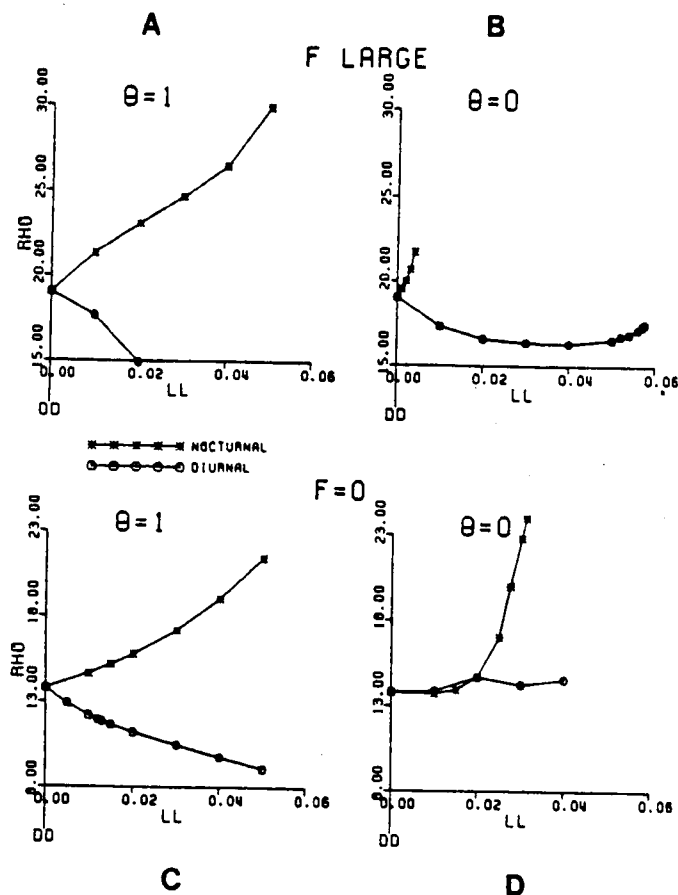 A B
F LARGE
θ=1 θ=0
30.00 30.00
25.00 25.00
RHO
20.00 20.00
15.00 15.00
0.00 0.02 0.04 0.06 0.00 0.02 0.04 0.06
LL LL
DD DD
NOCTURNAL
DIURNAL
F=0
θ=1 θ=0
23.00 23.00
18.00 18.00
RHO
13.00 13.00
8.00 8.00
0.00 0.02 0.04 0.06 0.00 0.02 0.04 0.06
LL LL
DD DD
C D